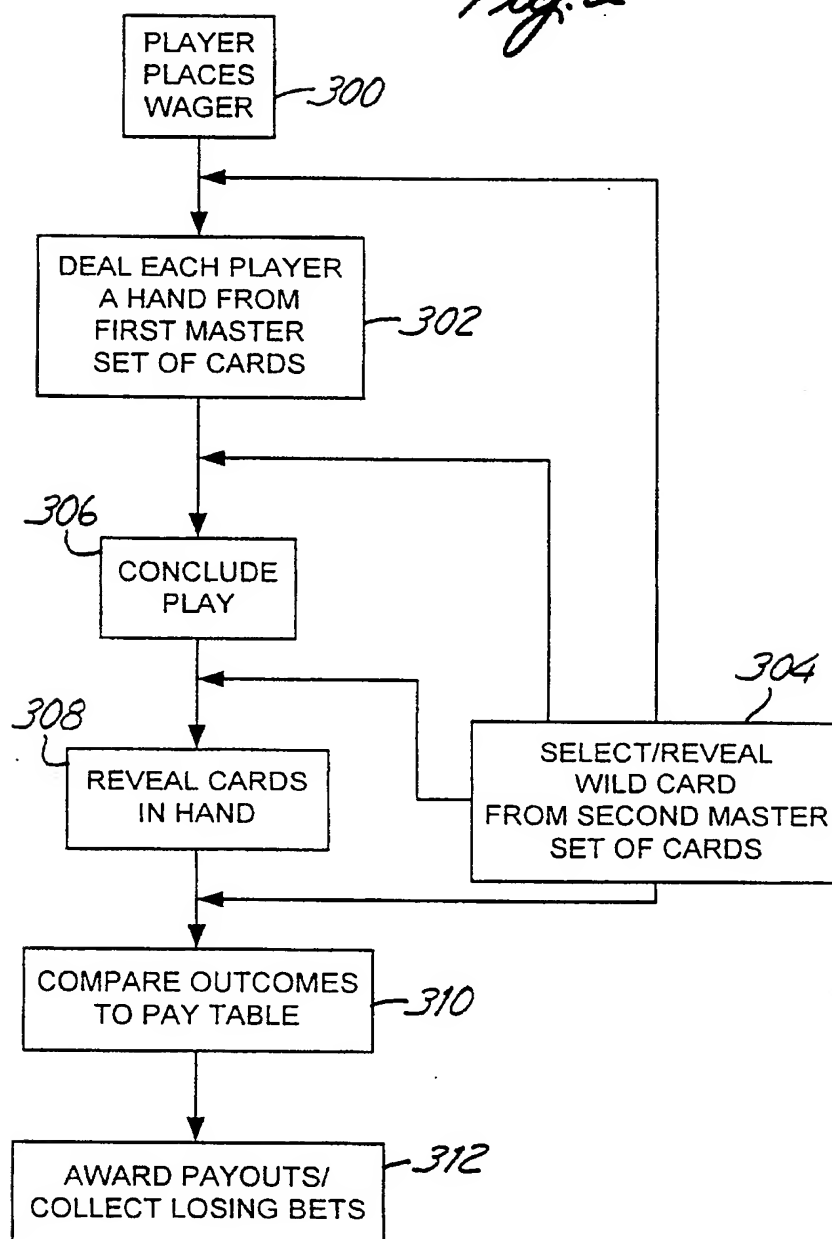 Fig.
PLAYER
PLACES
WAGER
300
DEAL EACH PLAYER
A HAND FROM
FIRST MASTER
SET OF CARDS
302
306
CONCLUDE
PLAY
304
SELECT/REVEAL
WILD CARD
FROM SECOND MASTER
SET OF CARDS
308
REVEAL CARDS
IN HAND
COMPARE OUTCOMES
TO PAY TABLE
310
AWARD PAYOUTS/
COLLECT LOSING BETS
312